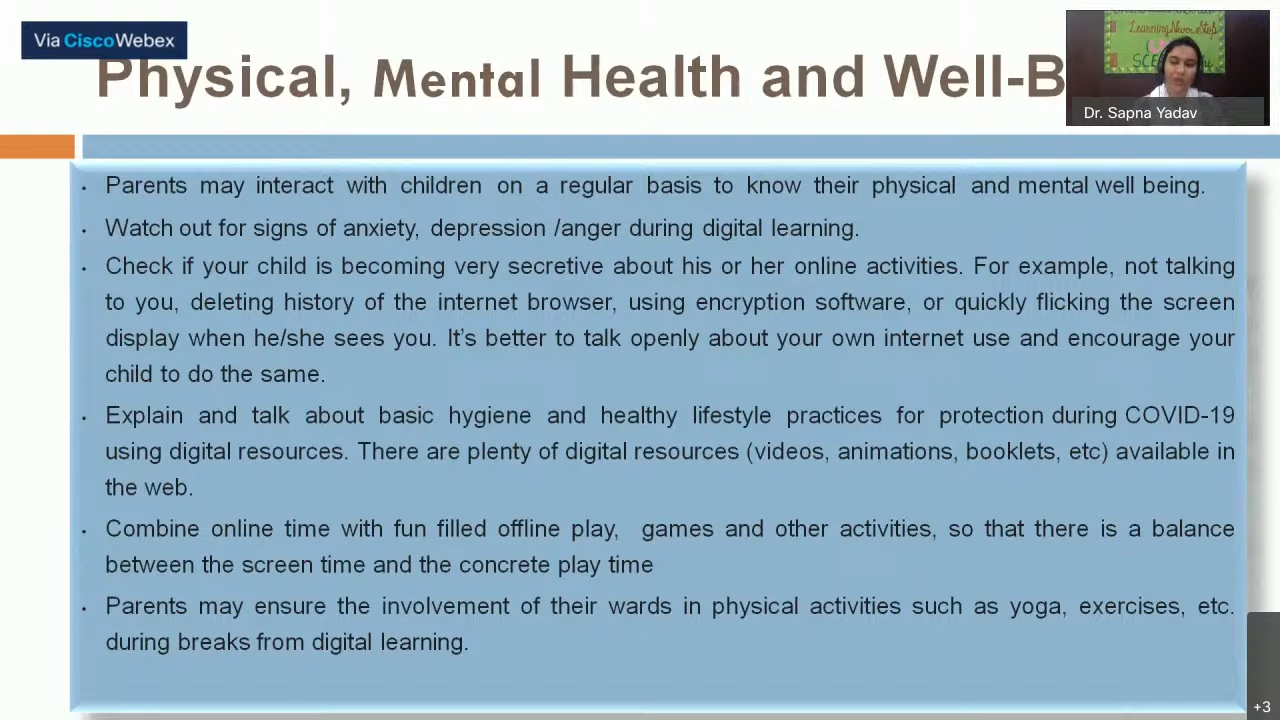 Via CiscoWebex
Physical, Mental Health and Well-B
Learning Never Stop
Dr. Sapna Yadav
• Parents may interact with children on a regular basis to know their physical and mental well being.
• Watch out for signs of anxiety, depression /anger during digital learning.
• Check if your child is becoming very secretive about his or her online activities. For example, not talking
to you, deleting history of the internet browser, using encryption software, or quickly flicking the screen
display when he/she sees you. It’s better to talk openly about your own internet use and encourage your
child to do the same.
• Explain and talk about basic hygiene and healthy lifestyle practices for protection during COVID-19
using digital resources. There are plenty of digital resources (videos, animations, booklets, etc) available in
the web.
• Combine online time with fun filled offline play, games and other activities, so that there is a balance
between the screen time and the concrete play time
• Parents may ensure the involvement of their wards in physical activities such as yoga, exercises, etc.
during breaks from digital learning.
+3